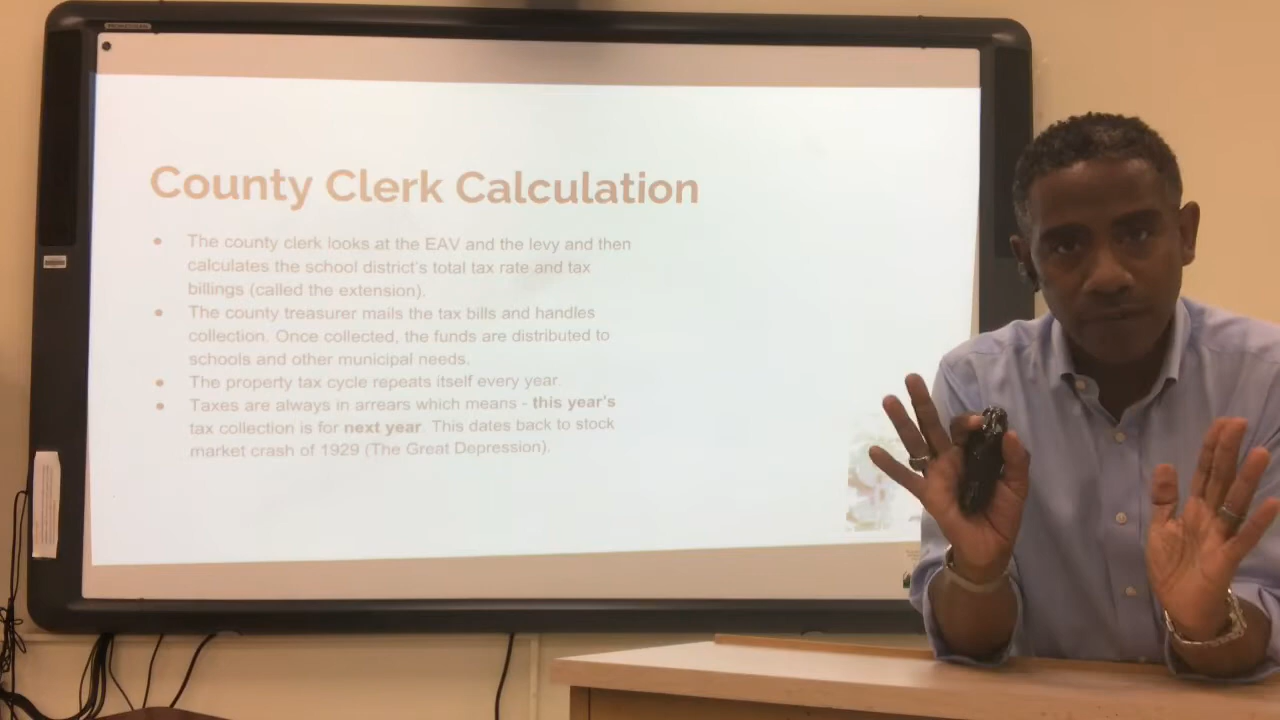 County Clerk Calculation
● The county clerk looks at the EAV and the levy and then
calculates the school district's total tax rate and tax
billings (called the extension).
● The county treasurer mails the tax bills and handles
collection. Once collected, the funds are distributed to
schools and other municipal needs.
● The property tax cycle repeats itself every year.
● Taxes are always in arrears which means - this year's
tax collection is for next year. This dates back to stock
market crash of 1929 (The Great Depression).